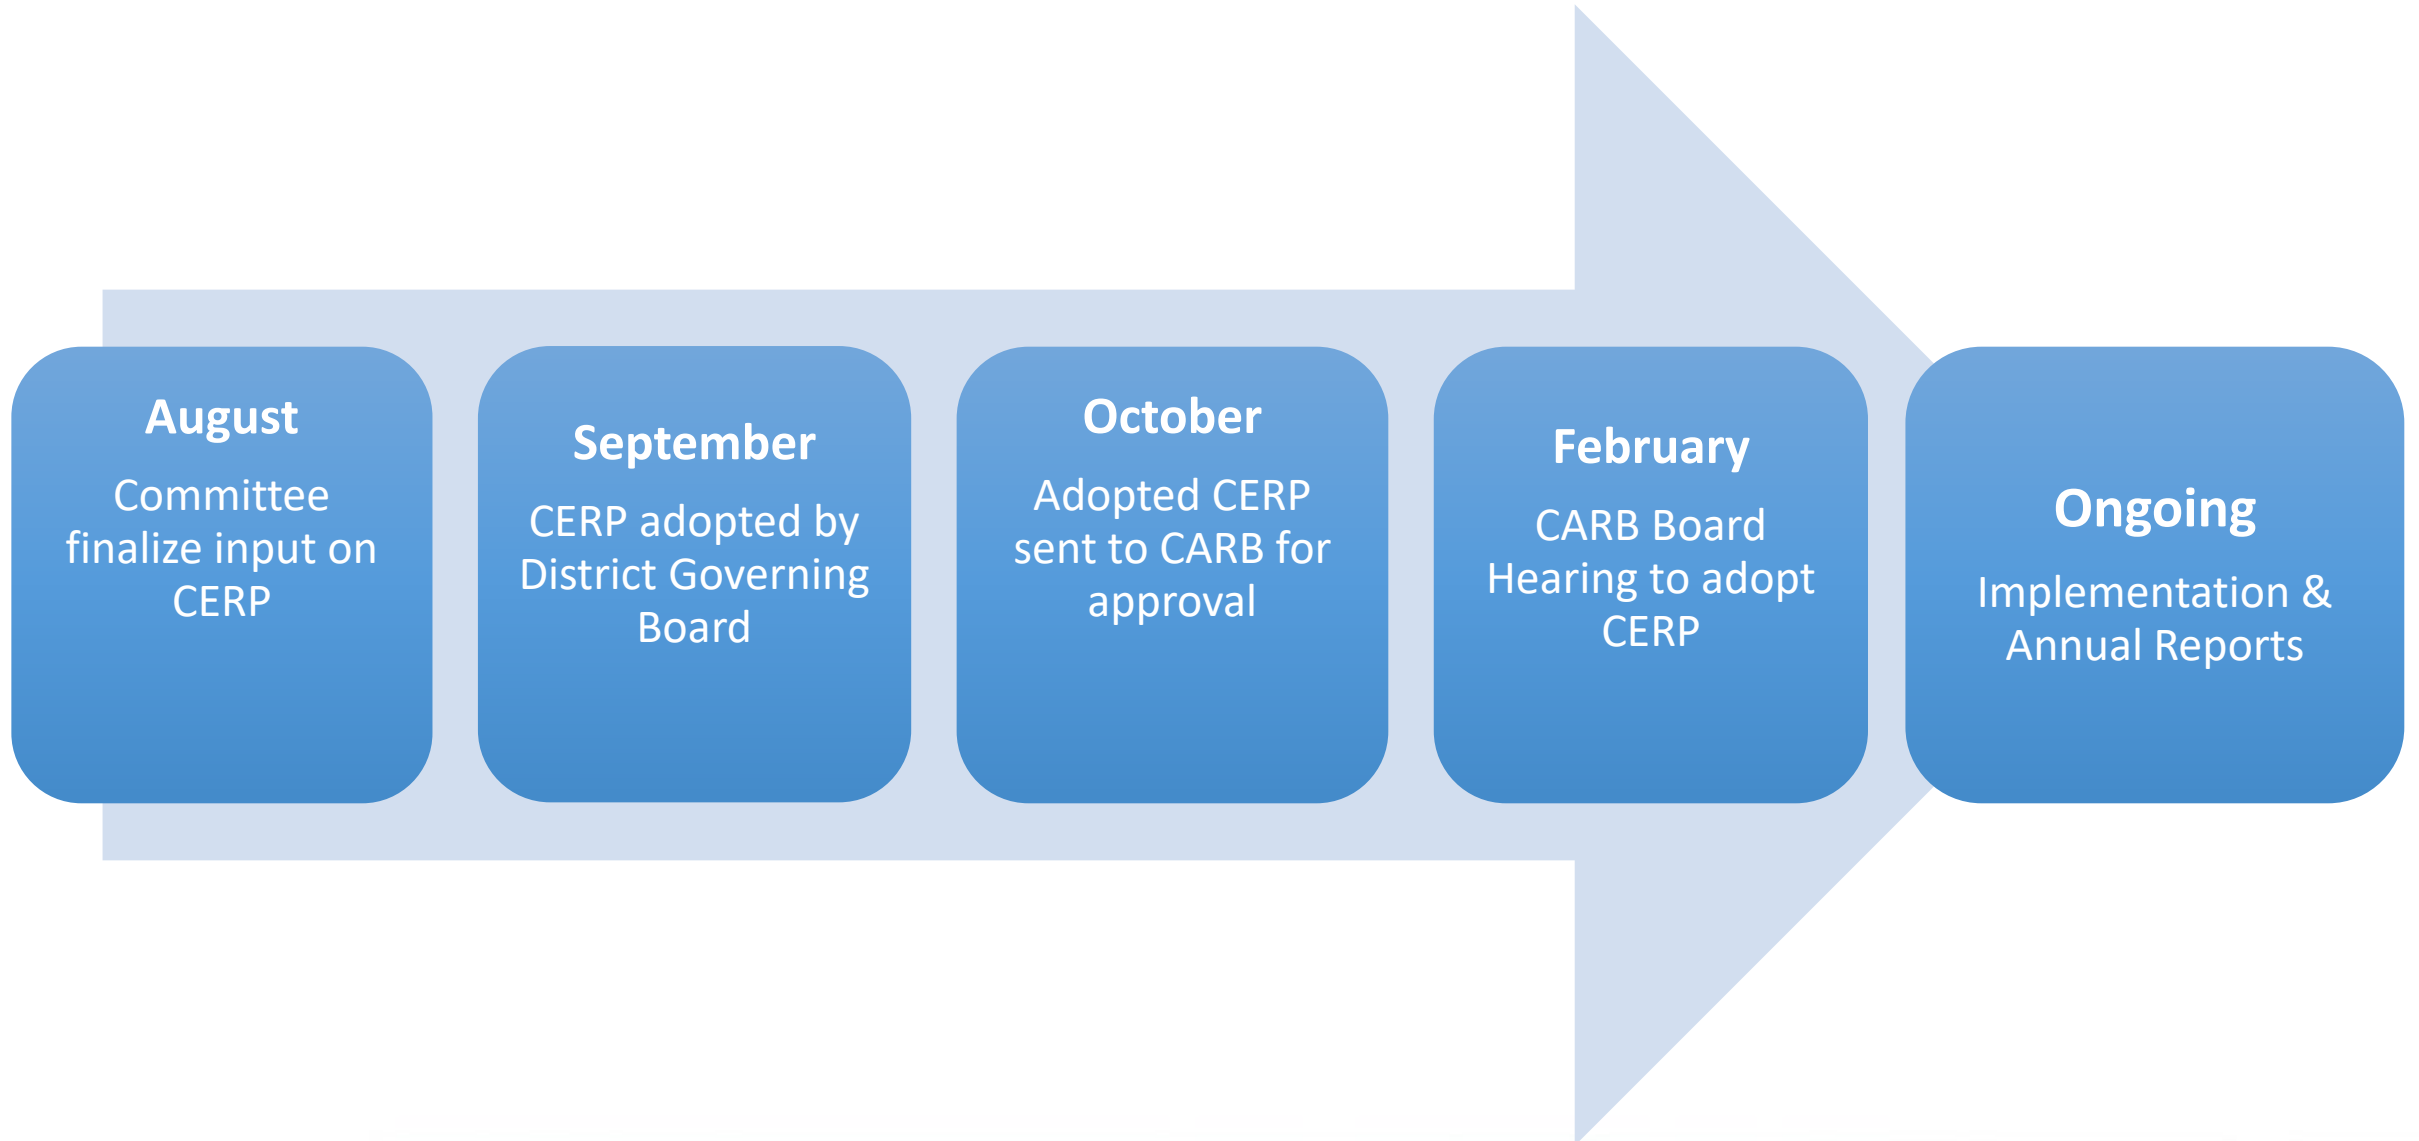 August
Committee
finalize input on
CERP
September
CERP adopted by
District Governing
Board
October
Adopted CERP
sent to CARB for
approval
February
CARB Board
Hearing to adopt
CERP
Ongoing
Implementation &
Annual Reports